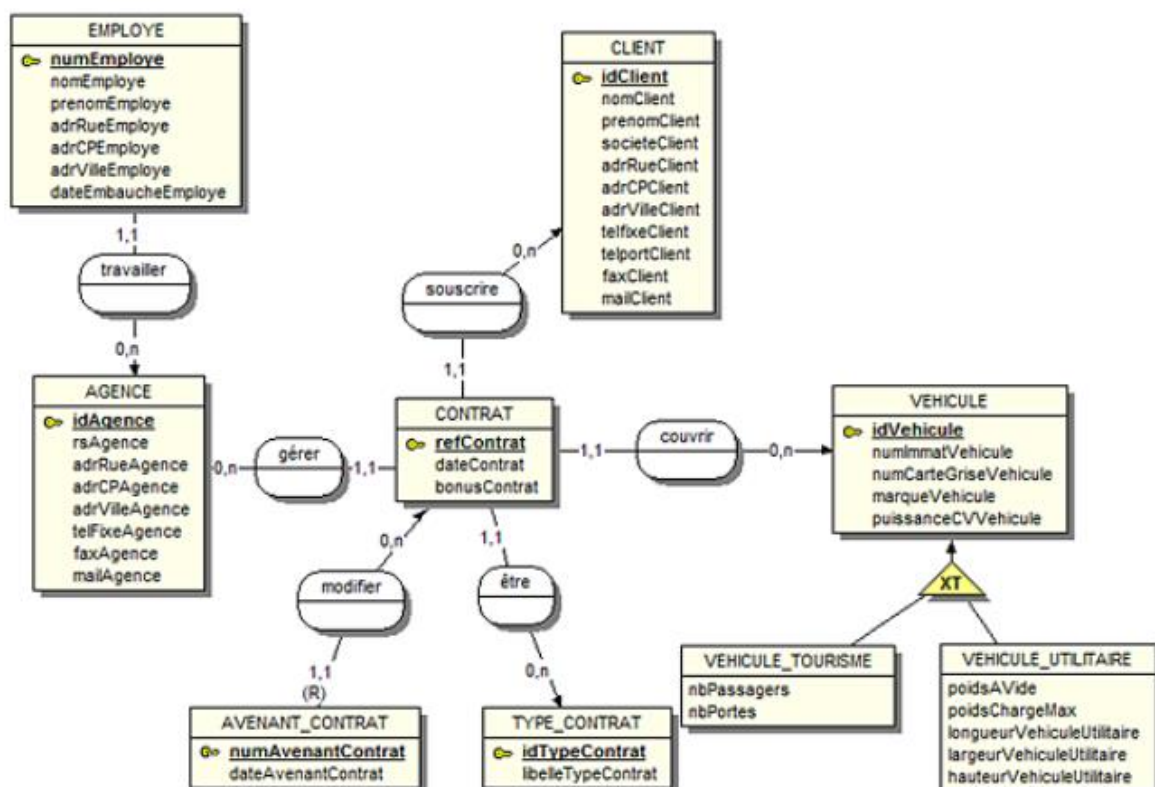 EMPLOYE
numEmploye
nomEmploye
prenomEmploye
adrRueEmploye
adrCPEmploye
adrVilleEmploye
dateEmbaucheEmploye
1,1
travailler
0,n
AGENCE
idAgence
rsAgence
adrRueAgence
adrCPAgence
adrVilleAgence
telFixeAgence
faxAgence
mailAgence
0,n
gérer
1,1
CLIENT
idClient
nomClient
prenomClient
societeClient
adrRueClient
adrCPClient
adrVilleClient
telfixeClient
telportClient
faxClient
mailClient
0,n
souscrire
1,1
CONTRAT
refContrat
dateContrat
bonusContrat
1,1
couvrir
0,n
VEHICULE
idVehicule
numImmatVehicule
numCarteGriseVehicule
marqueVehicule
puissanceCVVehicule
XT
0,n
modifier
1,1
(R)
AVENANT_CONTRAT
numAvenantContrat
dateAvenantContrat
1,1
être
0,n
TYPE_CONTRAT
idTypeContrat
libelleTypeContrat
VEHICULE_TOURISME
nbPassagers
nbPortes
VEHICULE_UTILITAIRE
poidsAVide
poidsChargeMax
longueurVehiculeUtilitaire
largeurVehiculeUtilitaire
hauteurVehiculeUtilitaire